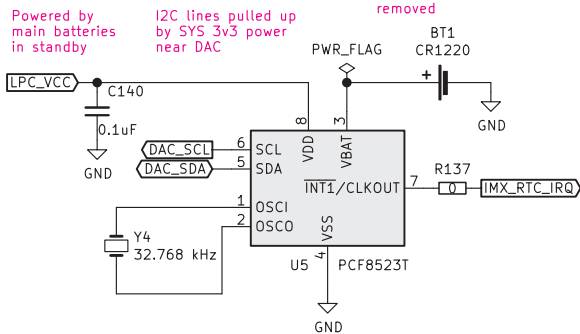 Powered by
main batteries
in standby
I2C lines pulled up
by SYS 3v3 power
near DAC
removed
PWR_FLAG
BT1
CR1220
+
LPC_VCC
C140
0.1uF
GND
GND
8
3
VDD
VBAT
DAC_SCL
6
SCL
DAC_SDA
5
SDA
INT1/CLKOUT
7
R137
0
IMX_RTC_IRQ
1
OSCI
2
OSCO
VSS
4
Y4
32.768 kHz
U5
PCF8523T
GND